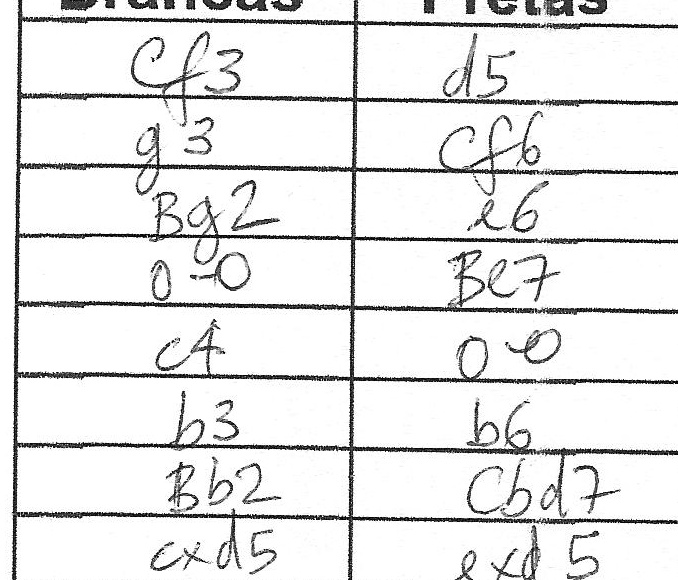 Brancas Pretas
Cf3 d5
g3 Cf6
Bg2 e6
0-0 Be7
c4 0-0
b3 b6
Bb2 Cbd7
cxd5 exd5